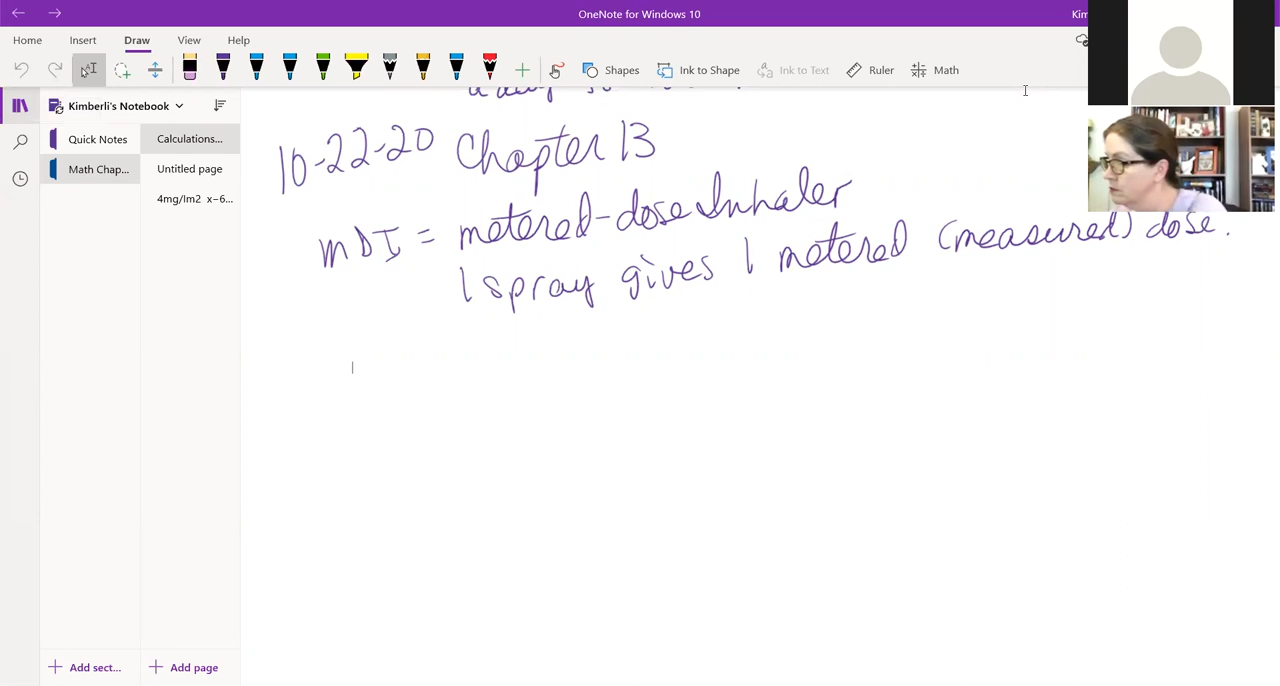 OneNote for Windows 10
Kim
Home
Insert
Draw
View
Help
Shapes
Ink to Shape
Ink to Text
Ruler
Math
Kimberli's Notebook
Quick Notes
Math Chap...
Calculations...
Untitled page
4mg/Im2 x-6...
10-22-20 Chapter 13
MDI = metered-dose Inhaler
1 spray gives 1 metered (measured) dose.
Add sect...
Add page